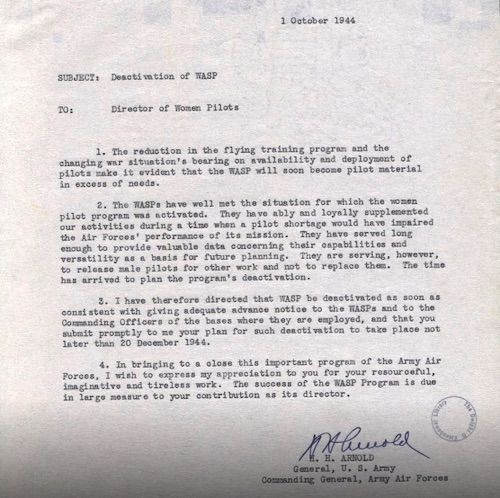 1 October 1944
SUBJECT: Deactivation of WASP
TO: Director of Women Pilots
1. The reduction in the flying training program and the
changing war situation's bearing on availability and deployment of
pilots make it evident that the WASP will soon become pilot material
in excess of needs.
2. The WASPs have well met the situation for which the women
pilot program was activated. They have ably and loyally supplemented
our activities during a time when a pilot shortage would have impaired
the Air Forces' performance of its mission. They have served long
enough to provide valuable data concerning their capabilities and
versatility as a basis for future planning. They are serving, however,
to release male pilots for other work and not to replace them. The time
has arrived to plan the program's deactivation.
3. I have therefore directed that WASP be deactivated as soon as
consistent with giving adequate advance notice to the WASPs and to the
Commanding Officers of the bases where they are employed, and that you
submit promptly to me your plan for such deactivation to take place not
later than 20 December 1944.
4. In bringing to a close this important program of the Army Air
Forces, I wish to express my appreciation to you for your resourceful,
imaginative and tireless work. The success of the WASP Program is due
in large measure to your contribution as its director.
H H Arnold
H. H. ARNOLD
General, U. S. Army
Commanding General, Army Air Forces
The Dwight D. Eisenhower Library